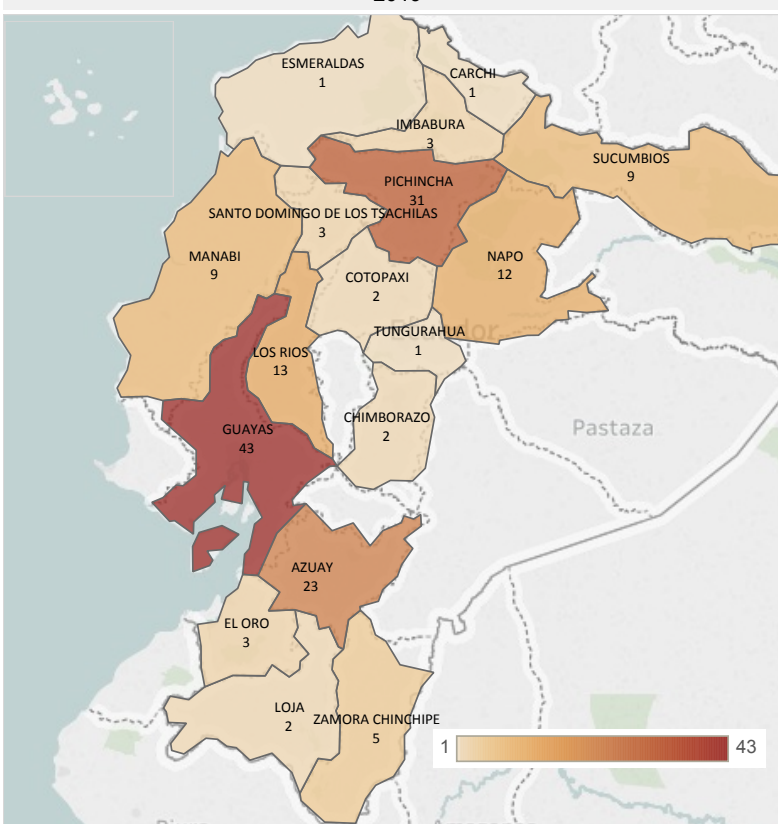 ESMERALDAS
1
CARCHI
1
IMBABURA
3
SUCUMBIOS
9
PICHINCHA
31
SANTO DOMINGO DE LOS TSACHILAS
3
MANABI
9
NAPO
12
COTOPAXI
2
TUNGURAHUA
1
LOS RIOS
13
CHIMBORAZO
2
GUAYAS
43
Pastaza
AZUAY
23
EL ORO
3
LOJA
2
ZAMORA CHINCHIPE
5
1
43